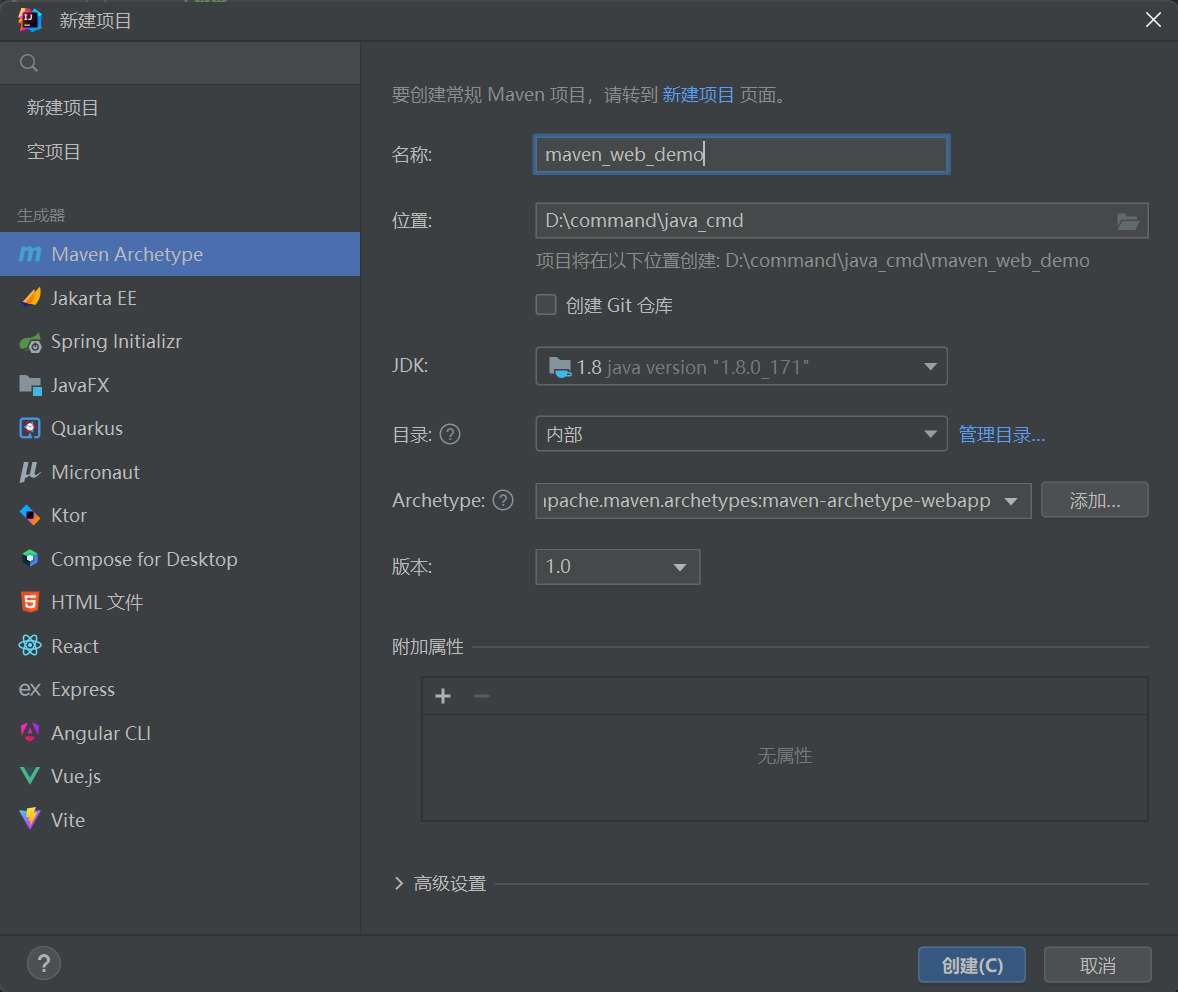 新建项目
新建项目
空项目
生成器
Maven Archetype
Jakarta EE
Spring Initializr
JavaFX
Quarkus
Micronaut
Ktor
Compose for Desktop
HTML 文件
React
ex Express
Angular CLI
Vue.js
Vite
要创建常规 Maven 项目，请转到 新建项目 页面。
名称: maven_web_demo
位置: D:\command\java_cmd
项目将在以下位置创建: D:\command\java_cmd\maven_web_demo
创建 Git 仓库
JDK: 1.8 java version "1.8.0_171"
目录: ? 内部 管理目录...
Archetype: ? apache.maven.archetypes:maven-archetype-webapp 添加...
版本: 1.0
附加属性
无属性
高级设置
? 创建(C) 取消